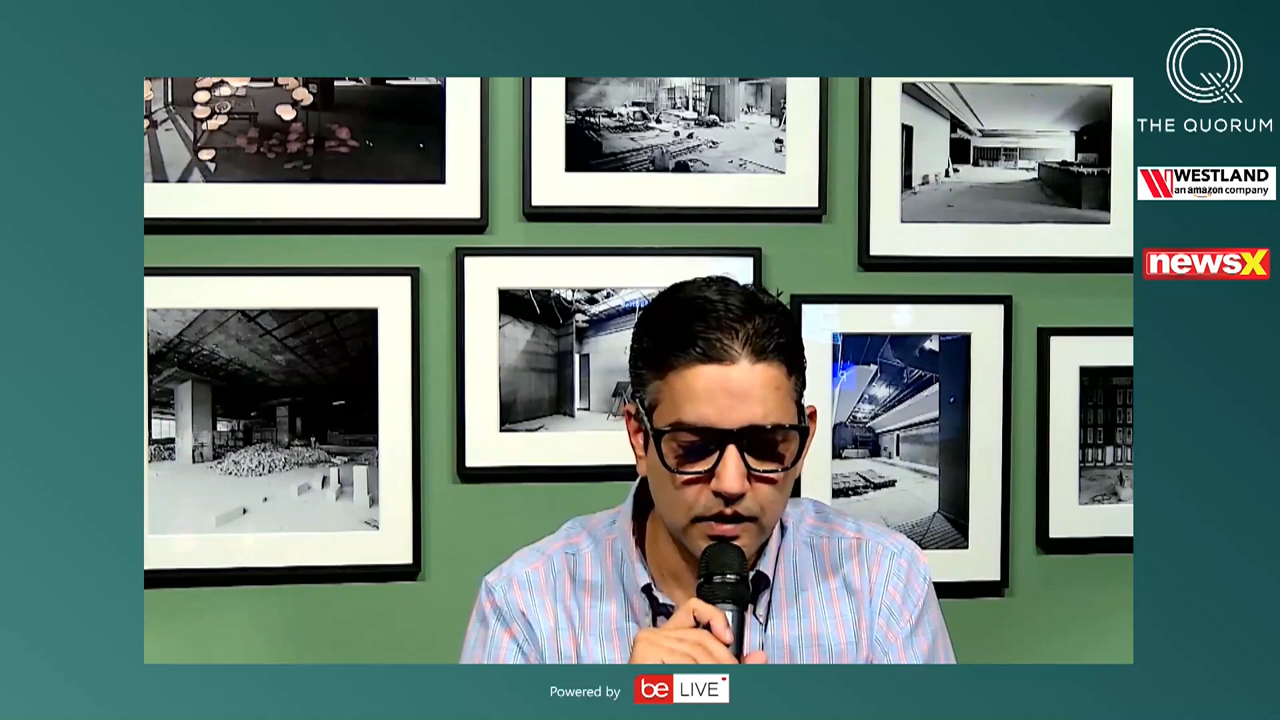 THE QUORUM
WESTLAND
an amazon company
newsX
Powered by be LIVE